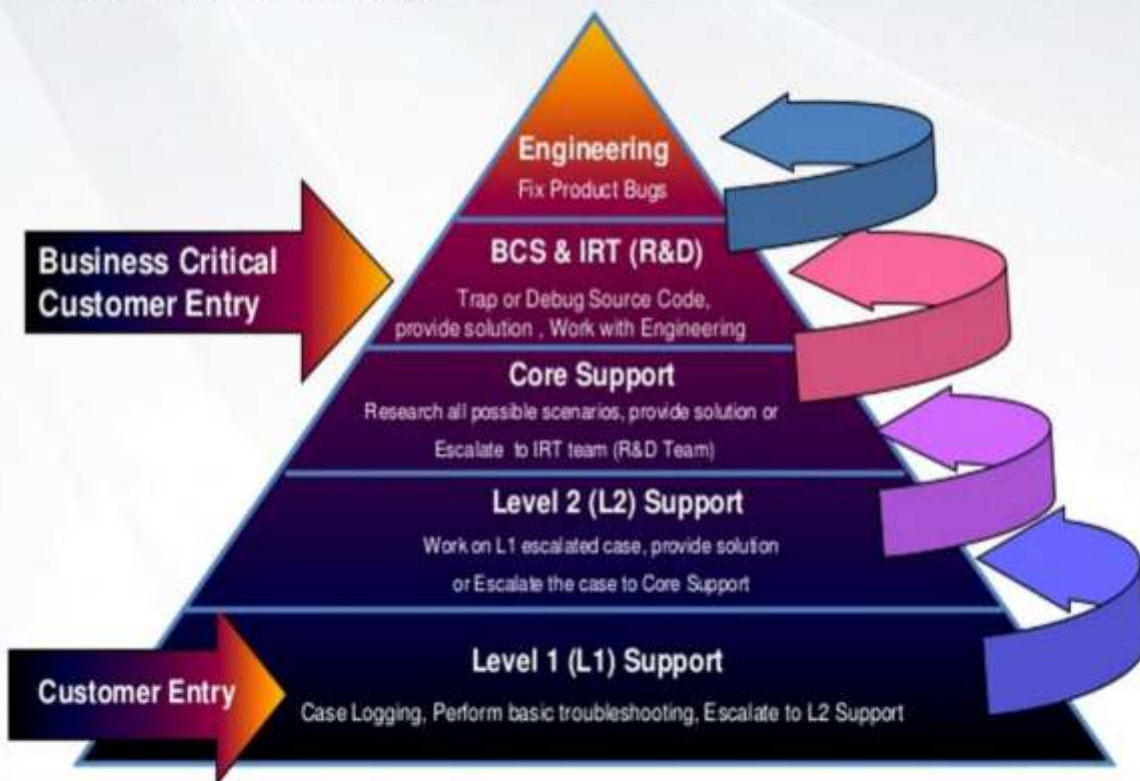 Engineering
Fix Product Bugs
Business Critical
Customer Entry
BCS & IRT (R&D)
Trap or Debug Source Code,
provide solution , Work with Engineering
Core Support
Research all possible scenarios, provide solution or
Escalate to IRT team (R&D Team)
Level 2 (L2) Support
Work on L1 escalated case, provide solution
or Escalate the case to Core Support
Customer Entry
Level 1 (L1) Support
Case Logging, Perform basic troubleshooting, Escalate to L2 Support